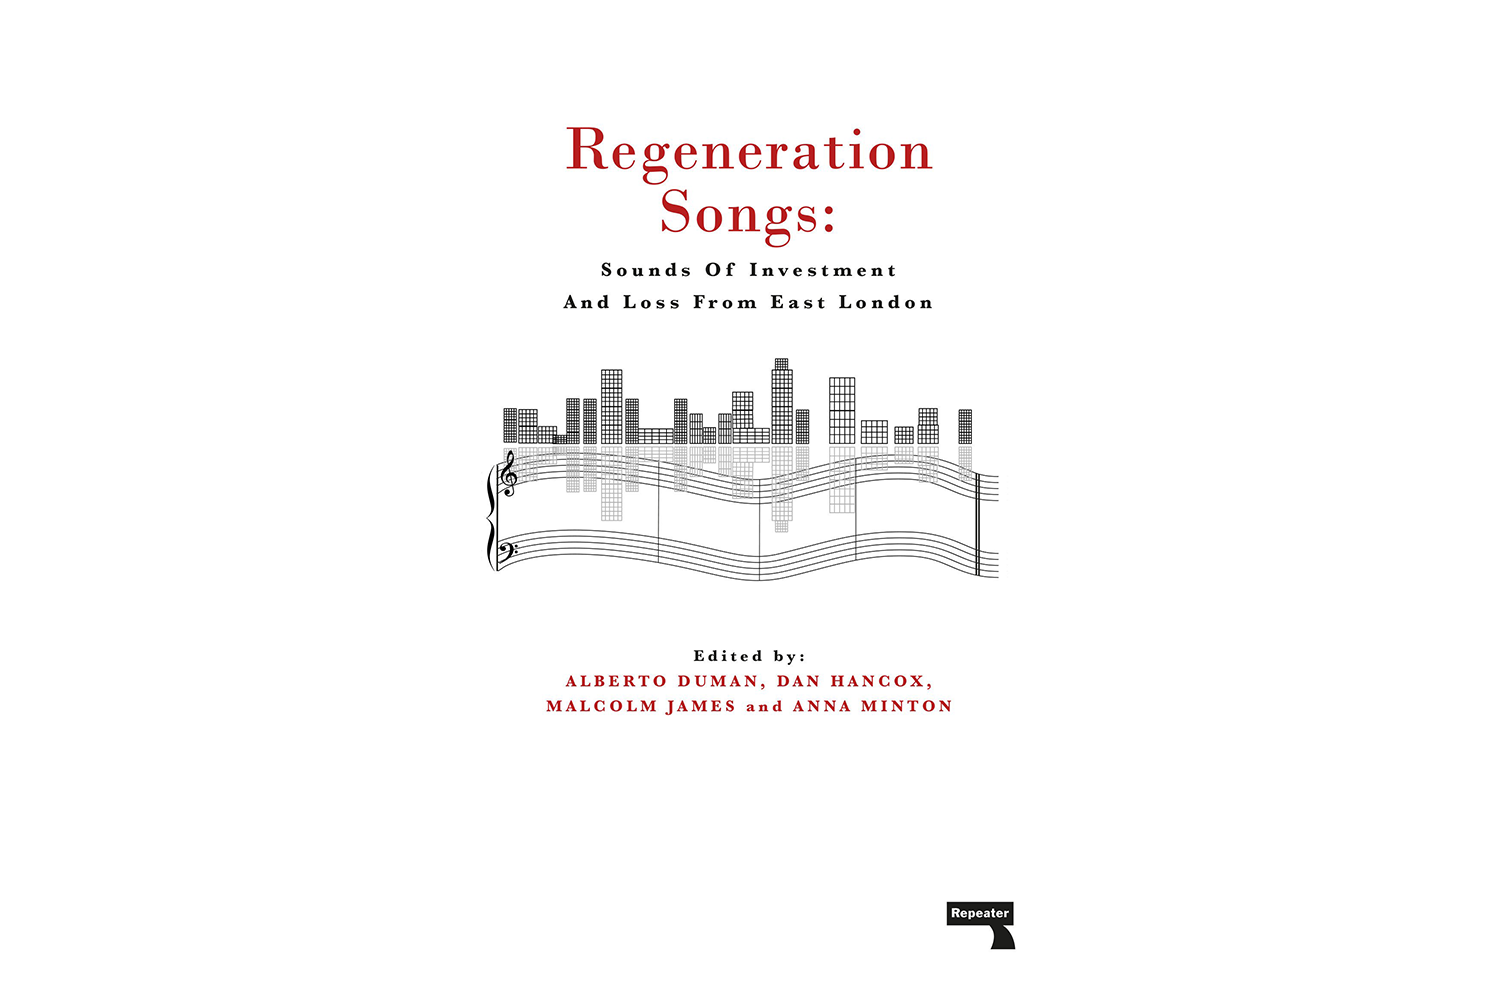 Regeneration
Songs:
Sounds Of Investment
And Loss From East London
Edited by:
ALBERTO DUMAN, DAN HANCOX,
MALCOLM JAMES and ANNA MINTON
Repeater